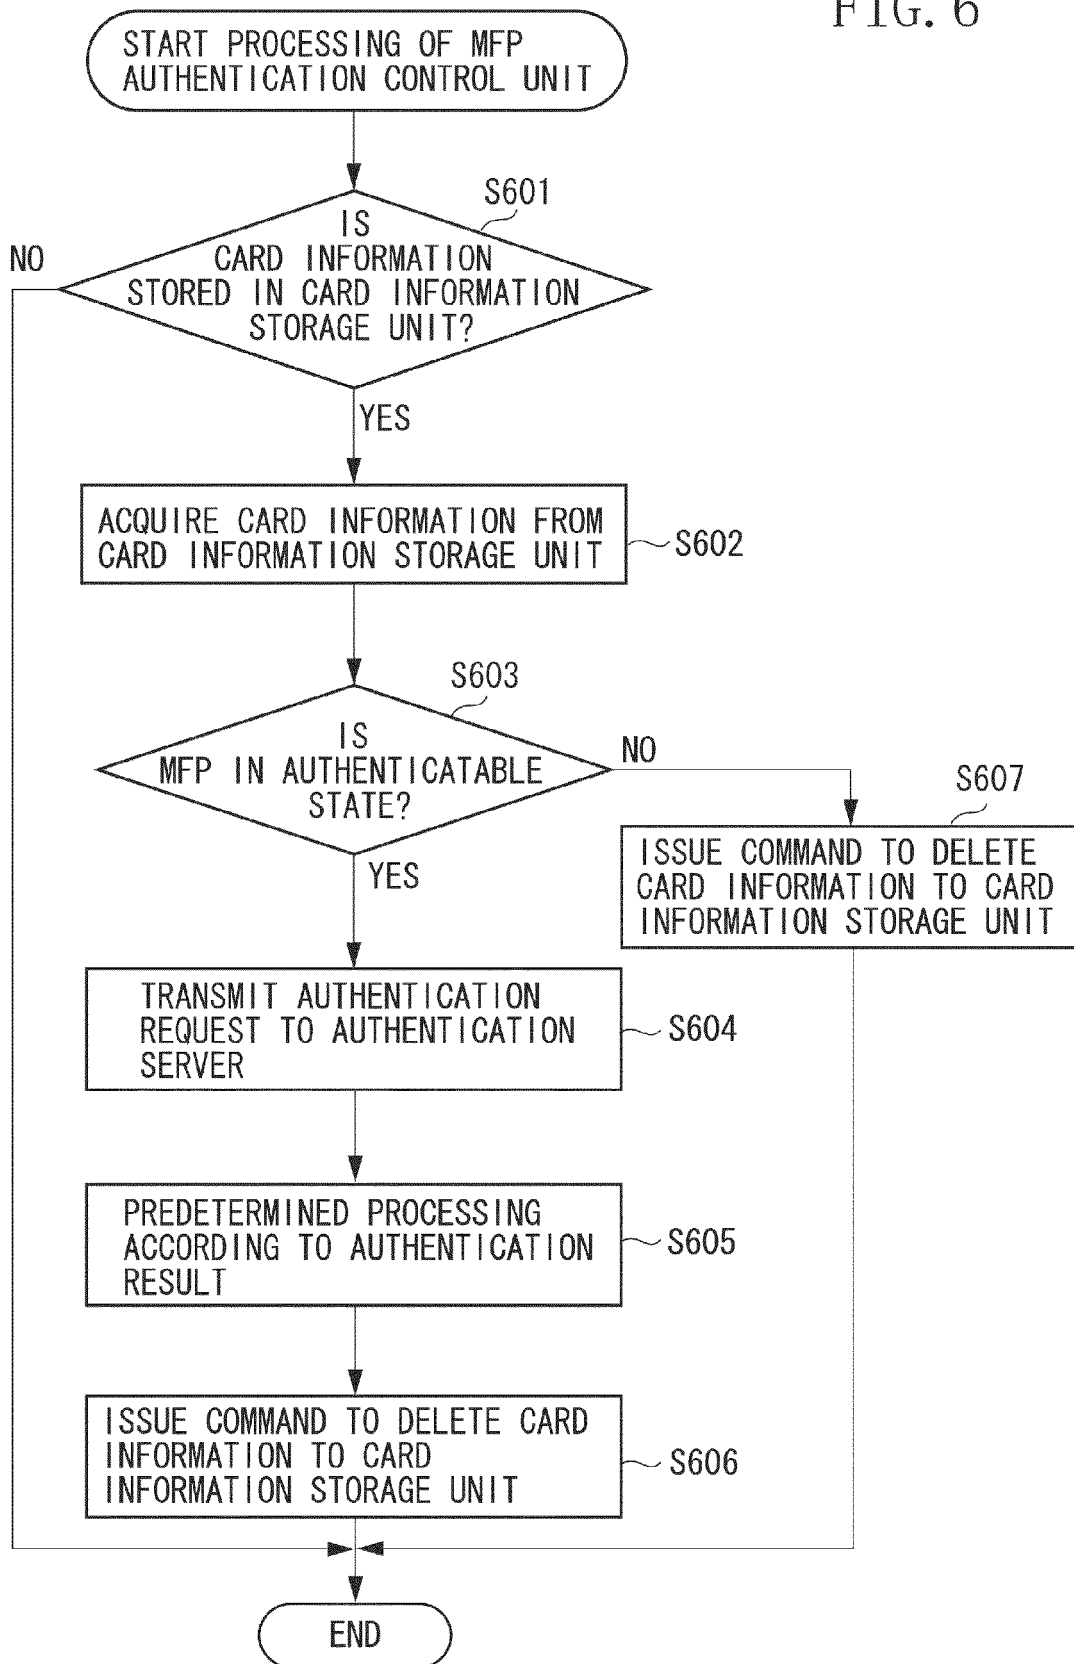 FIG. 6
START PROCESSING OF MFP
AUTHENTICATION CONTROL UNIT
S601
IS
CARD INFORMATION
STORED IN CARD INFORMATION
STORAGE UNIT?
NO
YES
ACQUIRE CARD INFORMATION FROM
CARD INFORMATION STORAGE UNIT
S602
S603
IS
MFP IN AUTHENTICATABLE
STATE?
NO
YES
S607
ISSUE COMMAND TO DELETE
CARD INFORMATION TO CARD
INFORMATION STORAGE UNIT
TRANSMIT AUTHENTICATION
REQUEST TO AUTHENTICATION
SERVER
S604
PREDETERMINED PROCESSING
ACCORDING TO AUTHENTICATION
RESULT
S605
ISSUE COMMAND TO DELETE CARD
INFORMATION TO CARD
INFORMATION STORAGE UNIT
S606
END